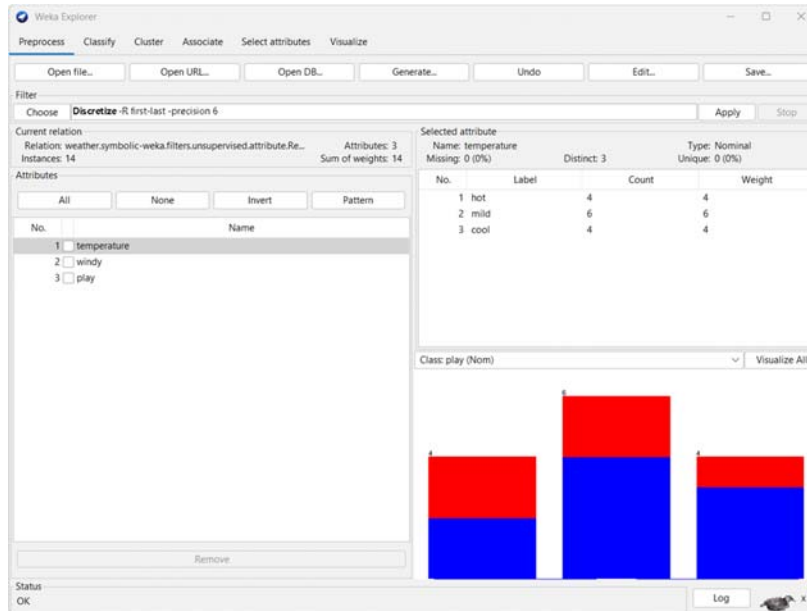 Weka Explorer
Preprocess Classify Cluster Associate Select attributes Visualize
Open file... Open URL... Open DB... Generate... Undo Edit... Save...
Filter
Choose Discretize -R first-last -precision 6 Apply Stop
Current relation
Relation: weather.symbolic-weka.filters.unsupervised.attribute.Re... Attributes: 3
Instances: 14 Sum of weights: 14
Attributes
All None Invert Pattern
No. Name
1 temperature
2 windy
3 play
Remove
Selected attribute
Name: temperature Type: Nominal
Missing: 0 (0%) Distinct: 3 Unique: 0 (0%)
No. Label Count Weight
1 hot 4 4
2 mild 6 6
3 cool 4 4
Class: play (Nom) Visualize All
6
4 4
Status
OK Log x